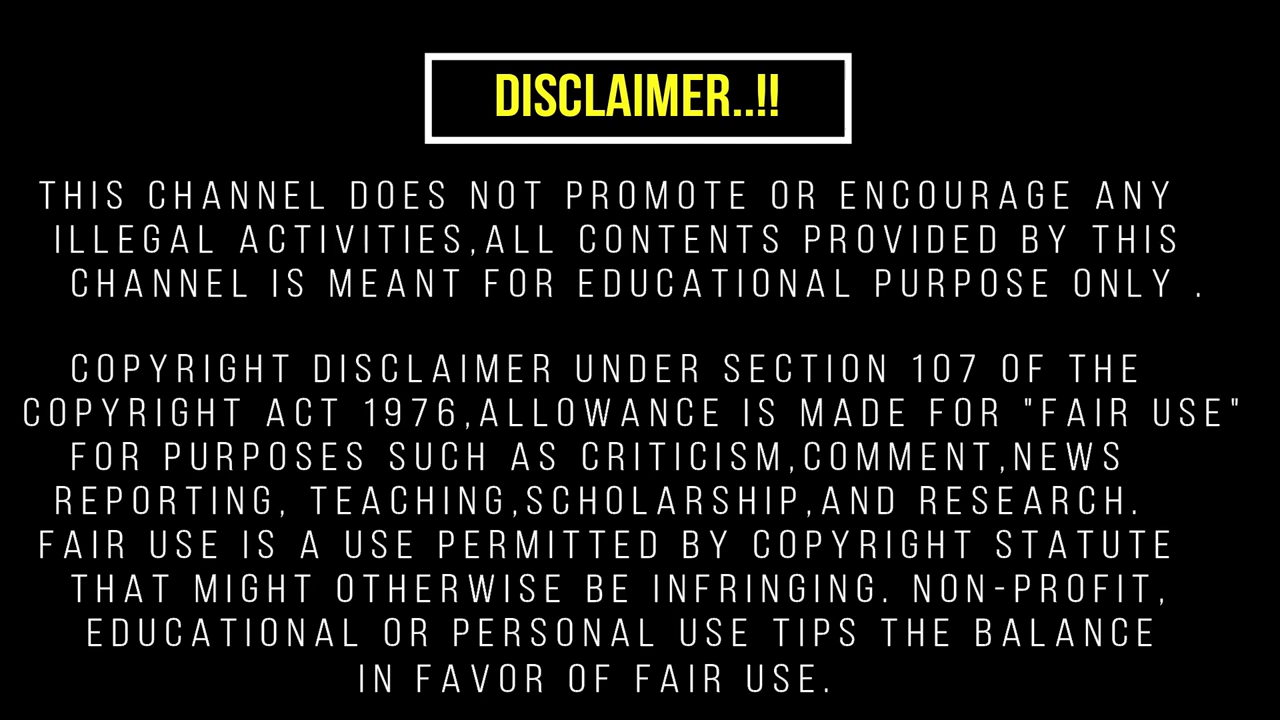 DISCLAIMER..!!
THIS CHANNEL DOES NOT PROMOTE OR ENCOURAGE ANY
ILLEGAL ACTIVITIES,ALL CONTENTS PROVIDED BY THIS
CHANNEL IS MEANT FOR EDUCATIONAL PURPOSE ONLY .
COPYRIGHT DISCLAIMER UNDER SECTION 107 OF THE
COPYRIGHT ACT 1976,ALLOWANCE IS MADE FOR "FAIR USE"
FOR PURPOSES SUCH AS CRITICISM,COMMENT,NEWS
REPORTING, TEACHING,SCHOLARSHIP,AND RESEARCH.
FAIR USE IS A USE PERMITTED BY COPYRIGHT STATUTE
THAT MIGHT OTHERWISE BE INFRINGING. NON-PROFIT,
EDUCATIONAL OR PERSONAL USE TIPS THE BALANCE
IN FAVOR OF FAIR USE.